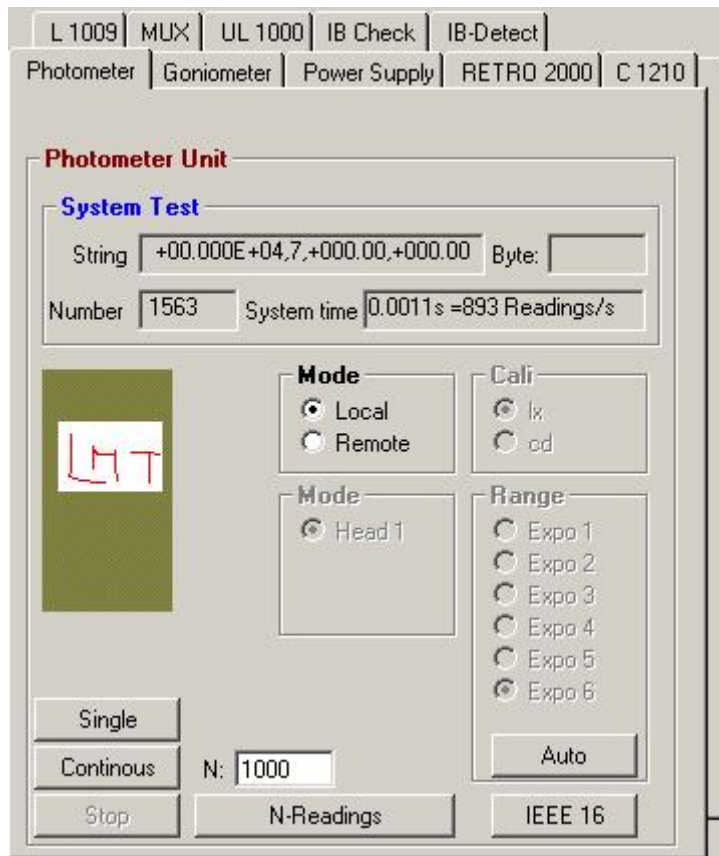 L 1009 MUX UL 1000 IB Check IB-Detect
Photometer Goniometer Power Supply RETRO 2000 C 1210
Photometer Unit
System Test
String +00.000E+04,7,+000.00,+000.00 Byte:
Number 1563 System time 0.0011s =893 Readings/s
LMT
Mode
Local
Remote
Cali
lx
cd
Mode
Head 1
Range
Expo 1
Expo 2
Expo 3
Expo 4
Expo 5
Expo 6
Auto
Single
Continous N: 1000
Stop N-Readings IEEE 16